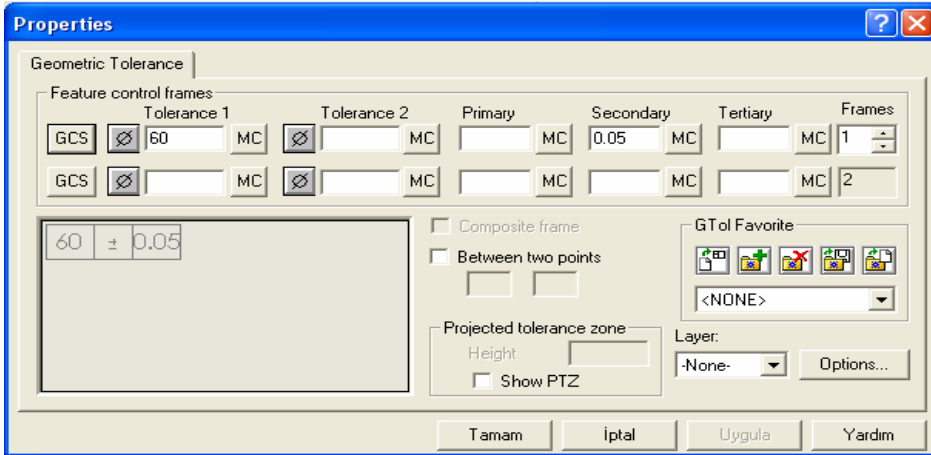 Properties
Geometric Tolerance
Feature control frames
Tolerance 1 Tolerance 2 Primary Secondary Tertiary Frames
GCS Ø 60 MC Ø MC MC 0.05 MC MC 1
GCS Ø MC Ø MC MC MC MC 2
60 ± 0.05
Composite frame
Between two points
Projected tolerance zone
Height
Show PTZ
GTol Favorite
<NONE>
Layer:
-None- Options...
Tamam İptal Uygula Yardım